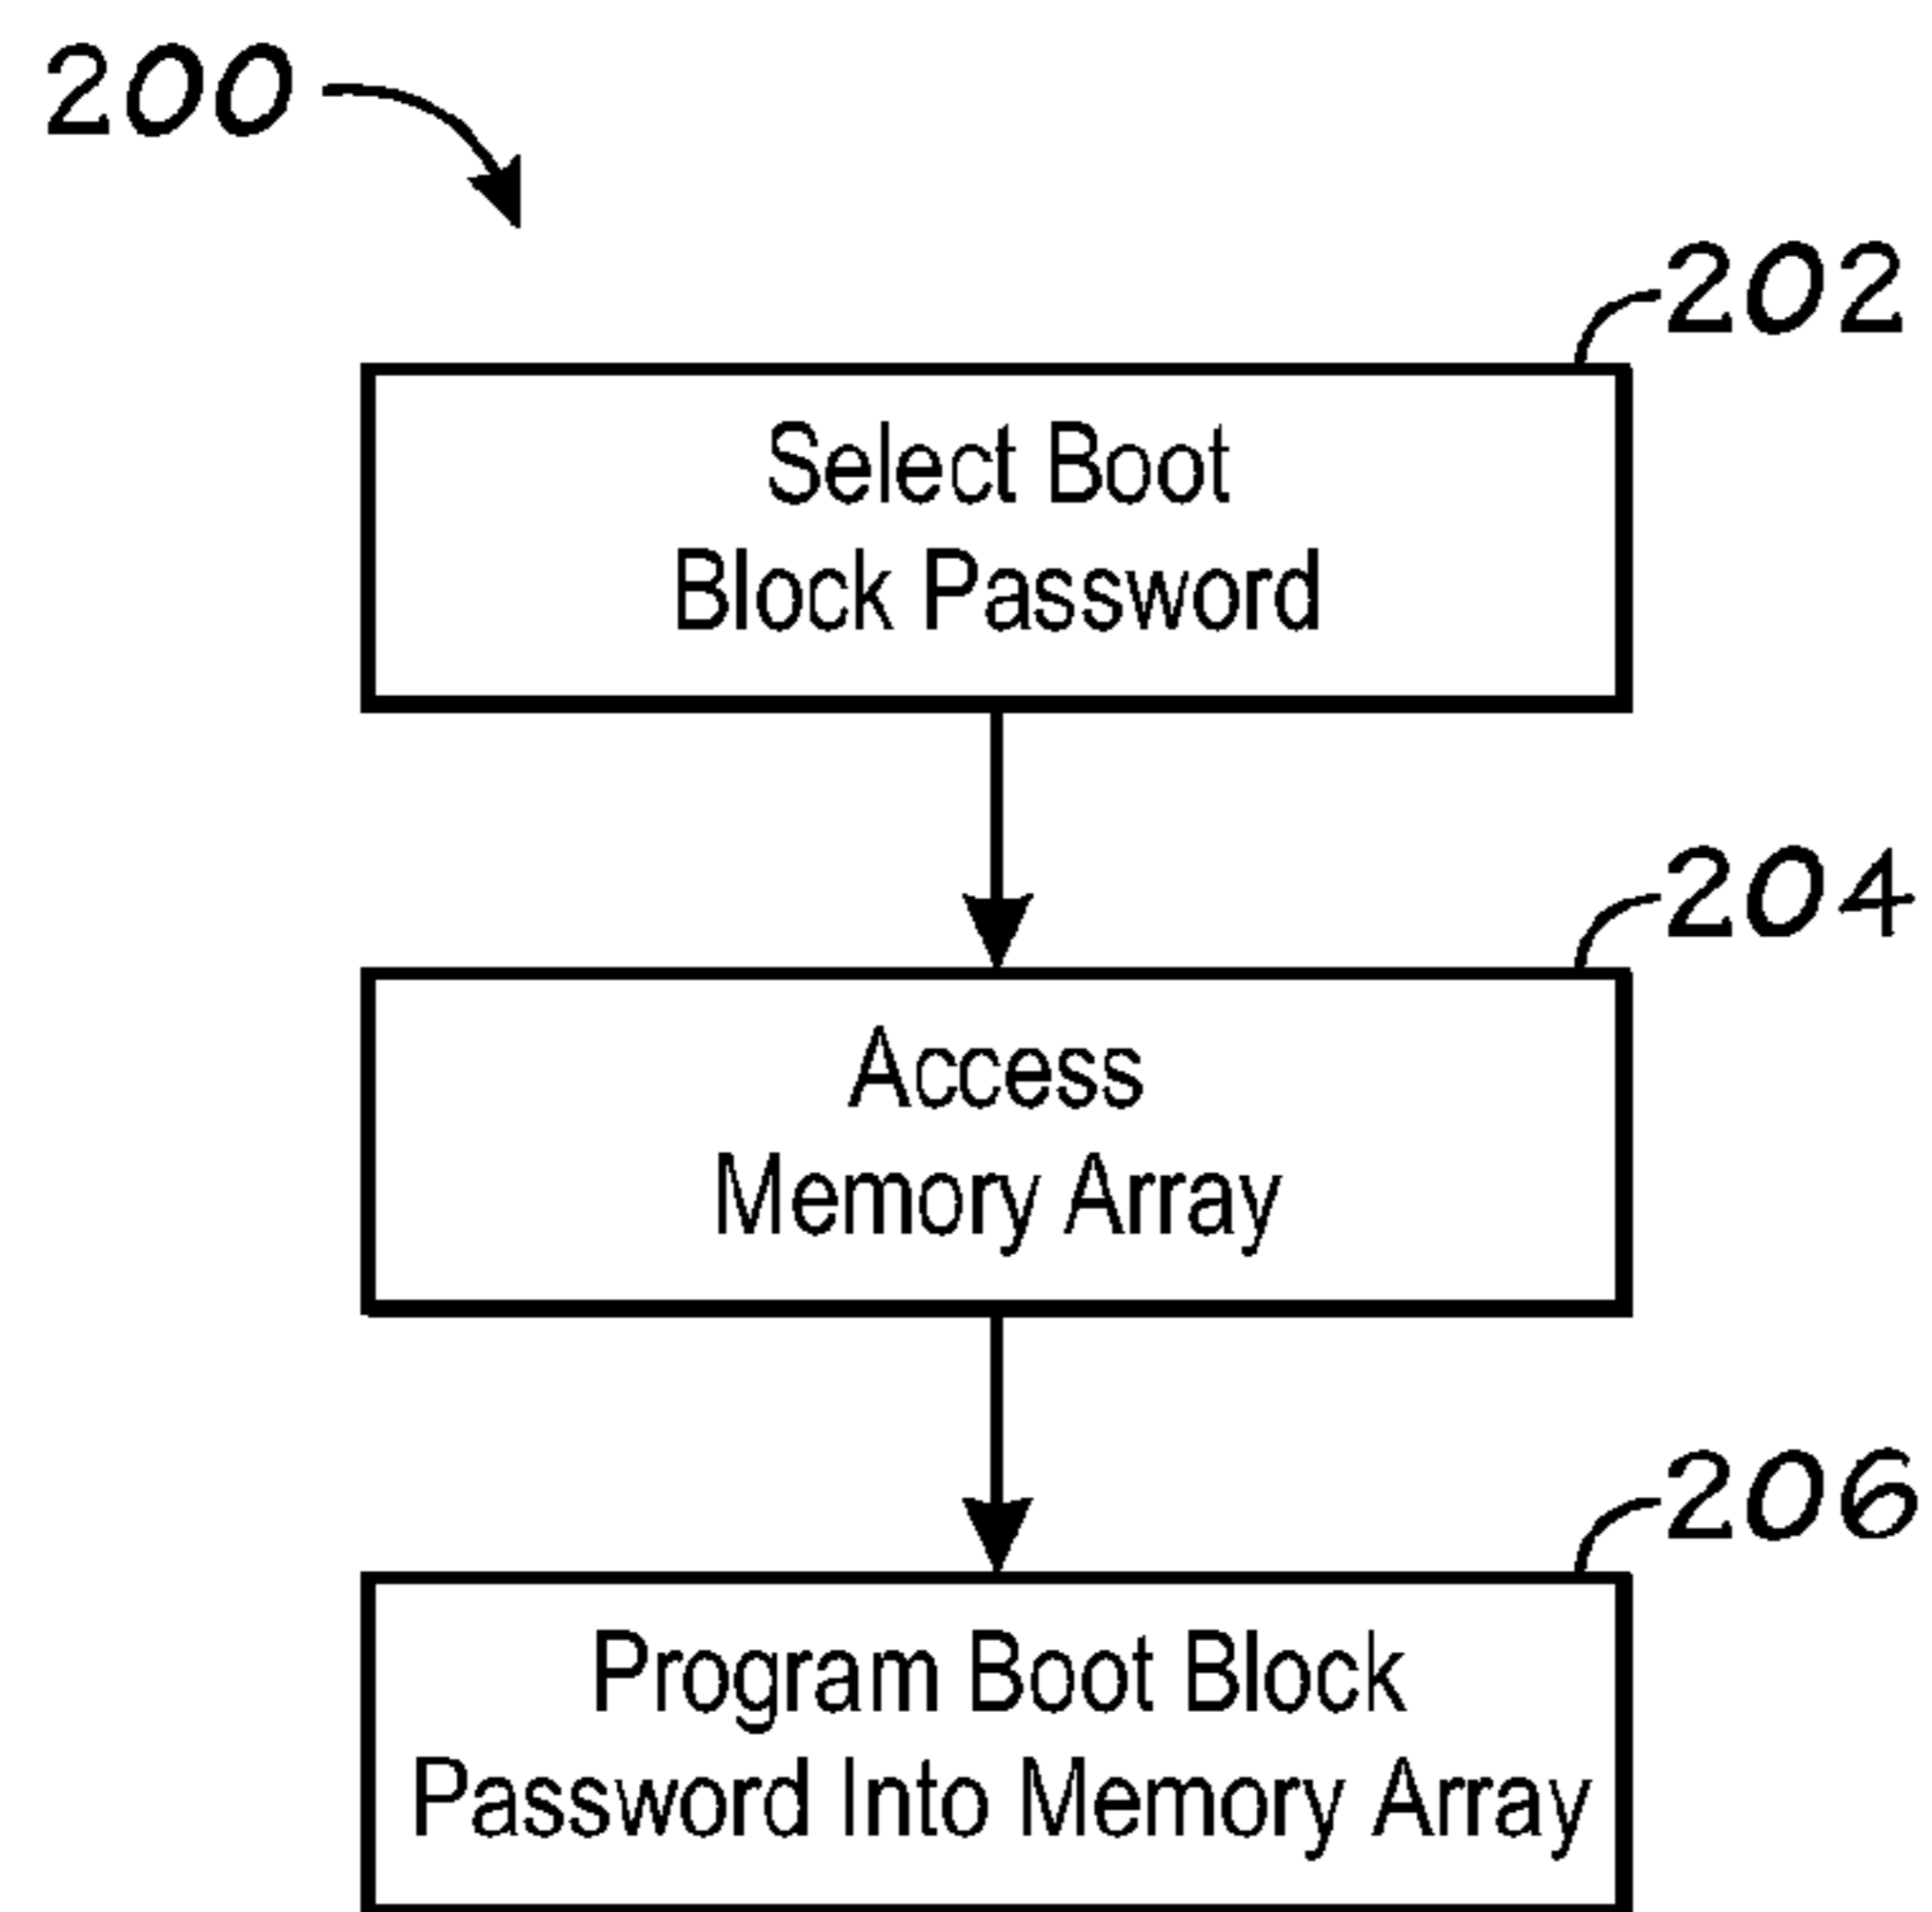 200
202
Select Boot
Block Password
204
Access
Memory Array
206
Program Boot Block
Password Into Memory Array